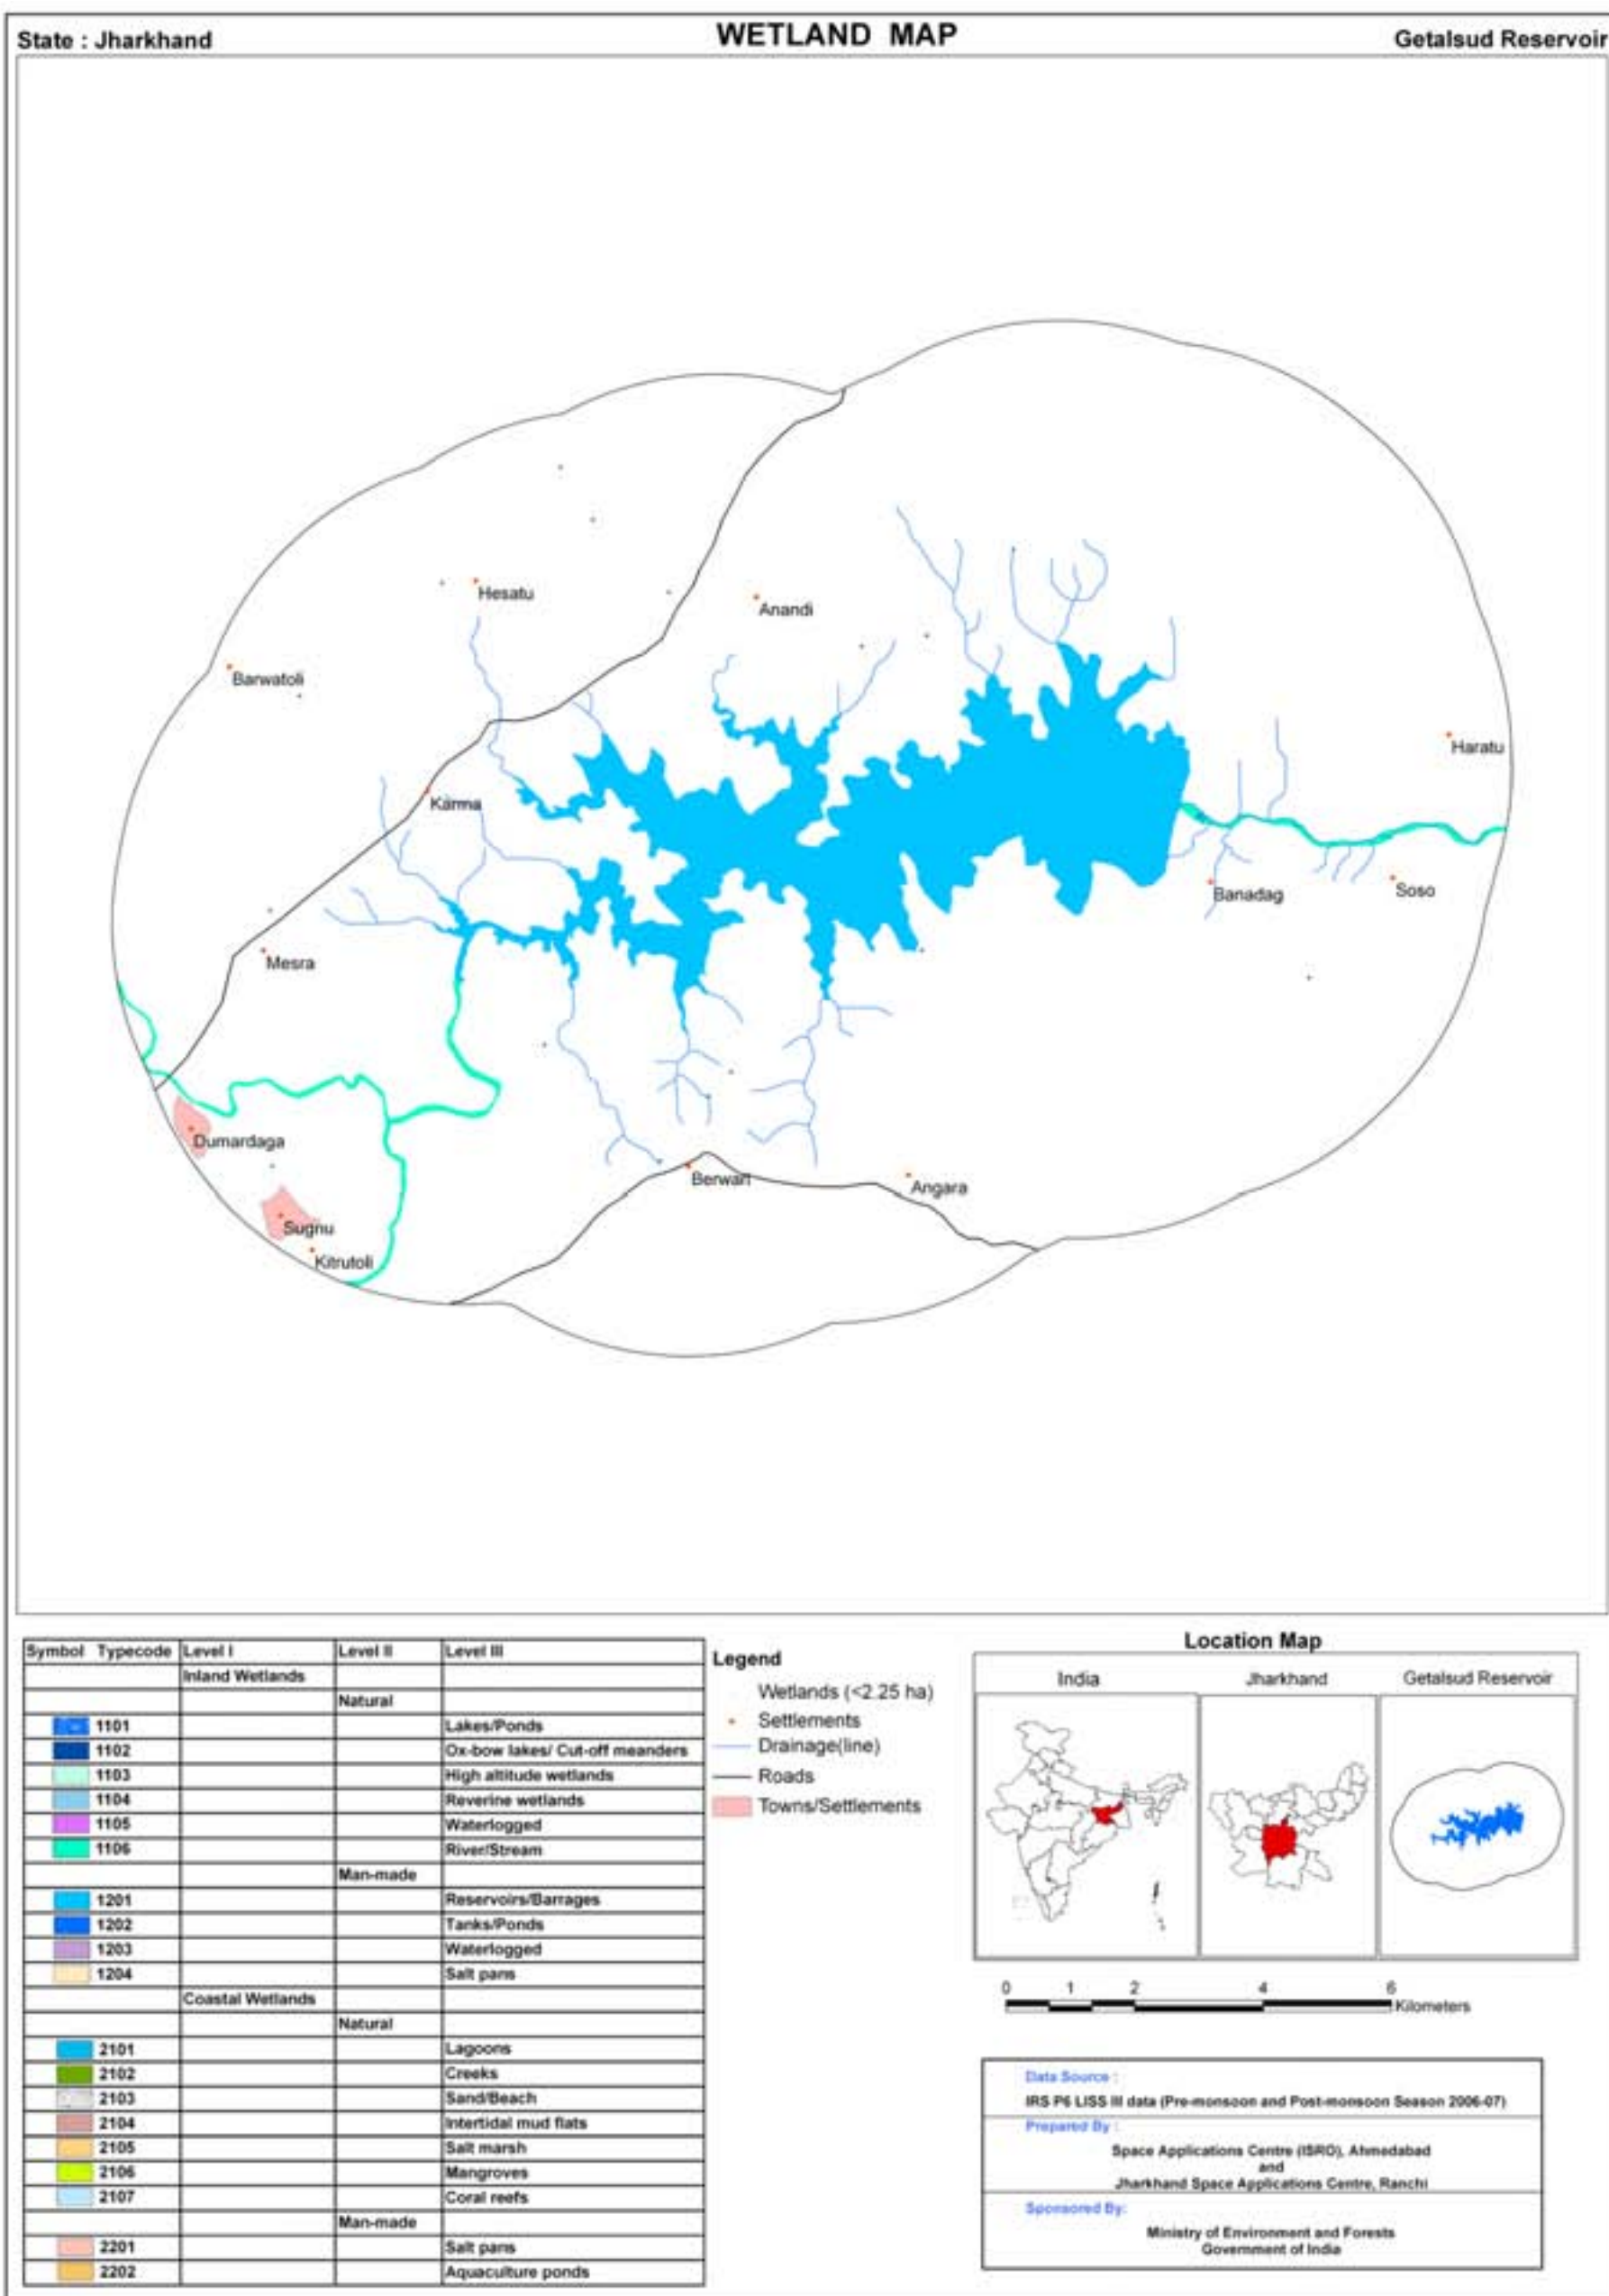 State : Jharkhand
WETLAND MAP
Getalsud Reservoir
Hesatu
Anandi
Barwatoli
Haratu
Karma
Banadag
Soso
Mesra
Dumardaga
Berwari
Angara
Sugnu
Kitrutoli
Symbol Typecode Level I Level II Level III
Inland Wetlands
Natural
1101 Lakes/Ponds
1102 Ox-bow lakes/ Cut-off meanders
1103 High altitude wetlands
1104 Reverine wetlands
1105 Waterlogged
1106 River/Stream
Man-made
1201 Reservoirs/Barrages
1202 Tanks/Ponds
1203 Waterlogged
1204 Salt pans
Coastal Wetlands
Natural
2101 Lagoons
2102 Creeks
2103 Sand/Beach
2104 Intertidal mud flats
2105 Salt marsh
2106 Mangroves
2107 Coral reefs
Man-made
2201 Salt pans
2202 Aquaculture ponds
Legend
Wetlands (<2.25 ha)
Settlements
Drainage(line)
Roads
Towns/Settlements
Location Map
India
Jharkhand
Getalsud Reservoir
0 1 2 4 6
Kilometers
Data Source :
IRS P6 LISS III data (Pre-monsoon and Post-monsoon Season 2006-07)
Prepared By :
Space Applications Centre (ISRO), Ahmedabad
and
Jharkhand Space Applications Centre, Ranchi
Sponsored By:
Ministry of Environment and Forests
Government of India